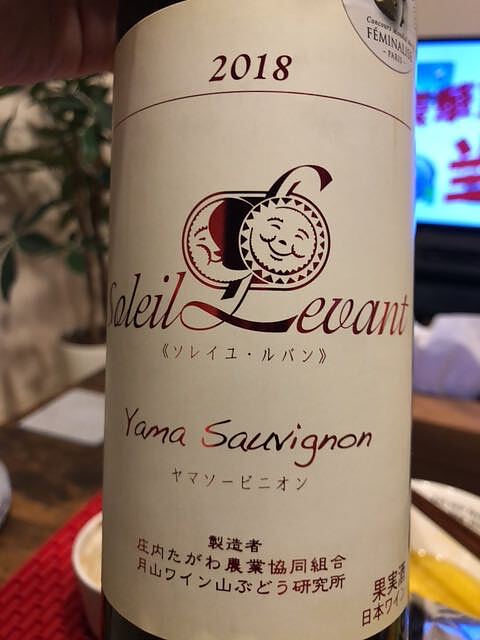 FÉMINALISE
PARIS
2018
Soleil Levant
《ソレイユ・ルバン》
Yama Sauvignon
ヤマソービニオン
製造者
庄内たがわ農業協同組合
月山ワイン山ぶどう研究所
果実酒
日本ワイン